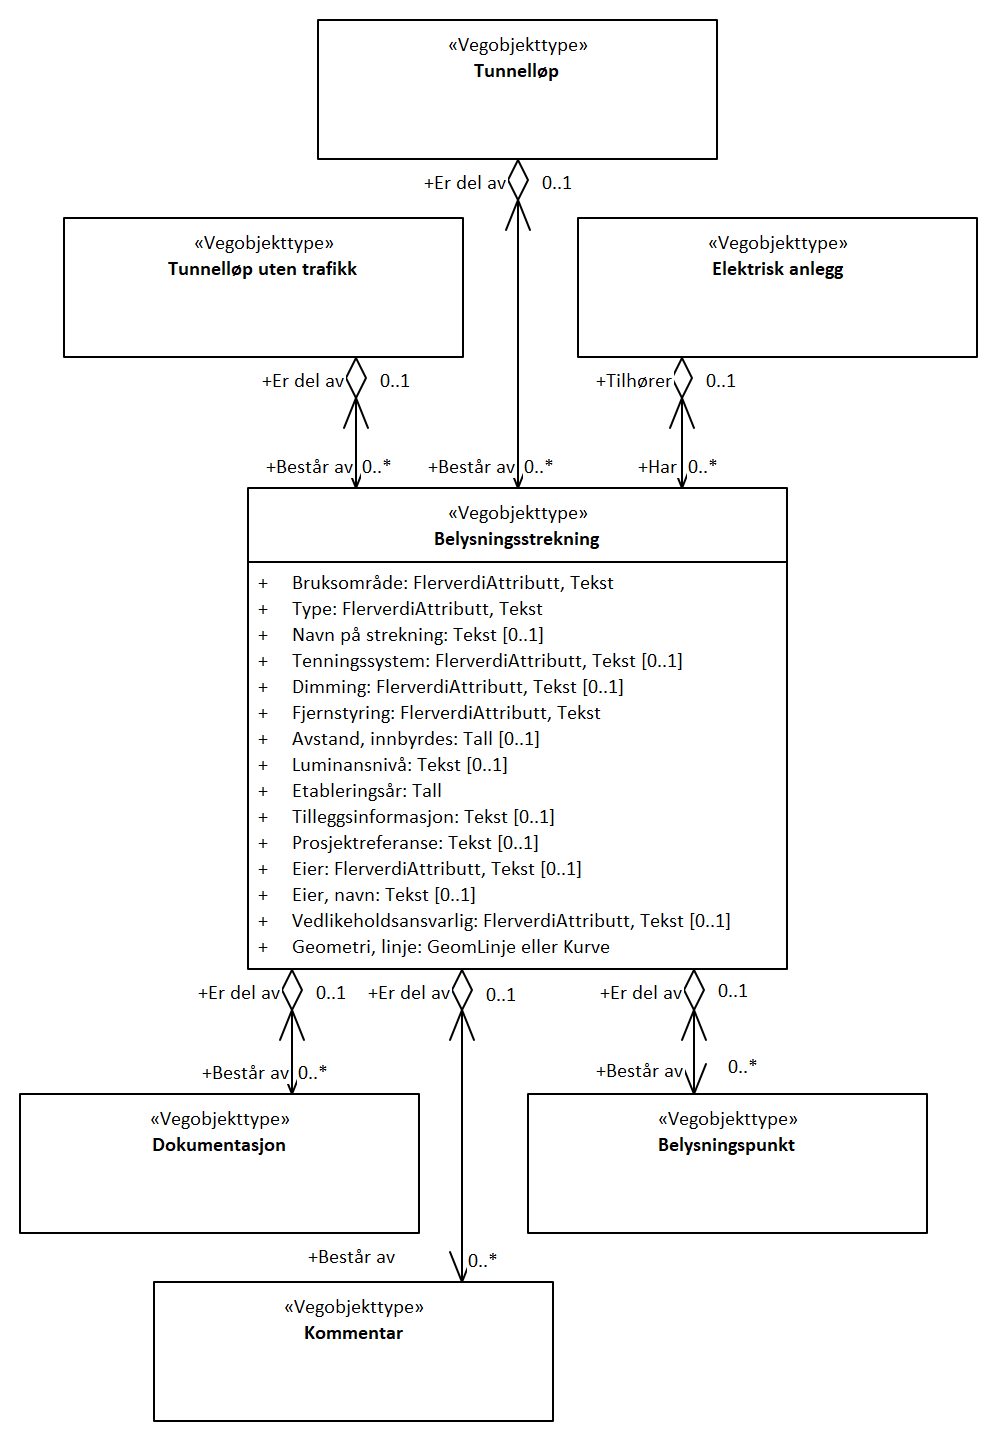 «Vegobjekttype»
Tunnelløp
+Er del av 0..1
«Vegobjekttype»
Tunnelløp uten trafikk
«Vegobjekttype»
Elektrisk anlegg
+Er del av 0..1
+Tilhører 0..1
+Består av 0..*
+Består av 0..*
+Har 0..*
«Vegobjekttype»
Belysningsstrekning
+ Bruksområde: FlerverdiAttributt, Tekst
+ Type: FlerverdiAttributt, Tekst
+ Navn på strekning: Tekst [0..1]
+ Tenningssystem: FlerverdiAttributt, Tekst [0..1]
+ Dimming: FlerverdiAttributt, Tekst [0..1]
+ Fjernstyring: FlerverdiAttributt, Tekst
+ Avstand, innbyrdes: Tall [0..1]
+ Luminansnivå: Tekst [0..1]
+ Etableringsår: Tall
+ Tilleggsinformasjon: Tekst [0..1]
+ Prosjektreferanse: Tekst [0..1]
+ Eier: FlerverdiAttributt, Tekst [0..1]
+ Eier, navn: Tekst [0..1]
+ Vedlikeholdsansvarlig: FlerverdiAttributt, Tekst [0..1]
+ Geometri, linje: GeomLinje eller Kurve
+Er del av 0..1
+Er del av 0..1
+Er del av 0..1
+Består av 0..*
+Består av 0..*
«Vegobjekttype»
Dokumentasjon
«Vegobjekttype»
Belysningspunkt
+Består av 0..*
«Vegobjekttype»
Kommentar